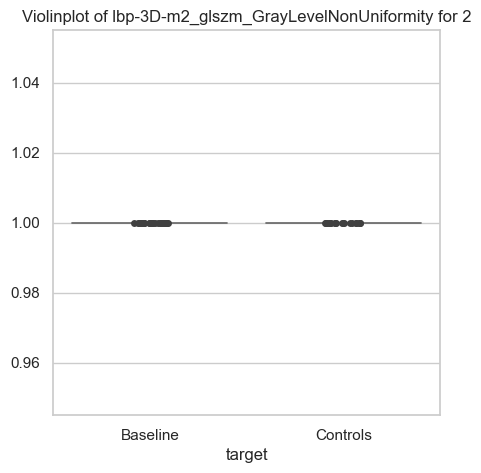 Violinplot of lbp-3D-m2_glszm_GrayLevelNonUniformity for 2
1.04
1.02
1.00
0.98
0.96
Baseline Controls
target